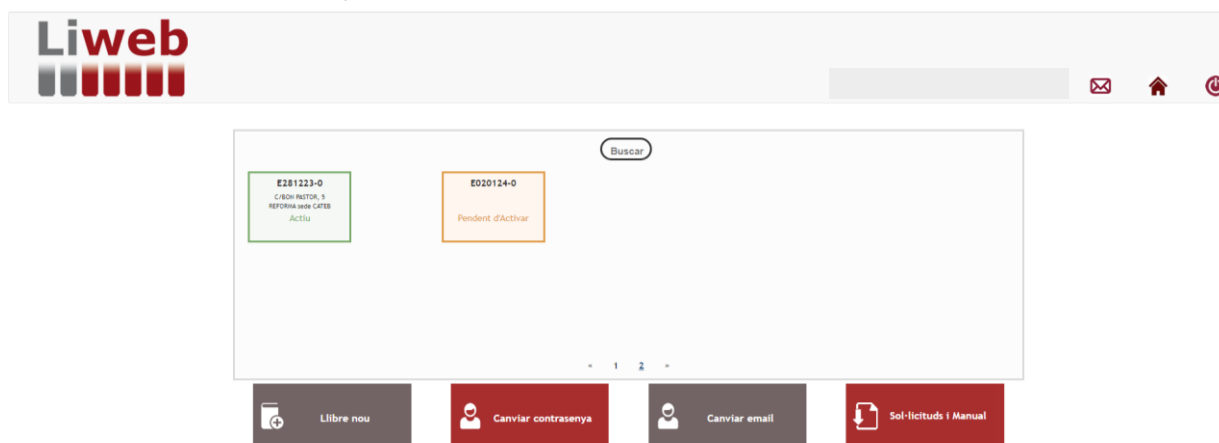 Liweb
Buscar
E281223-0
C/BON PASTOR, 5
REFORMA sede CATEB
Actiu
E020124-0
Pendent d'Activar
« 1 2 »
Llibre nou
Canviar contrasenya
Canviar email
Sol·licituds i Manual